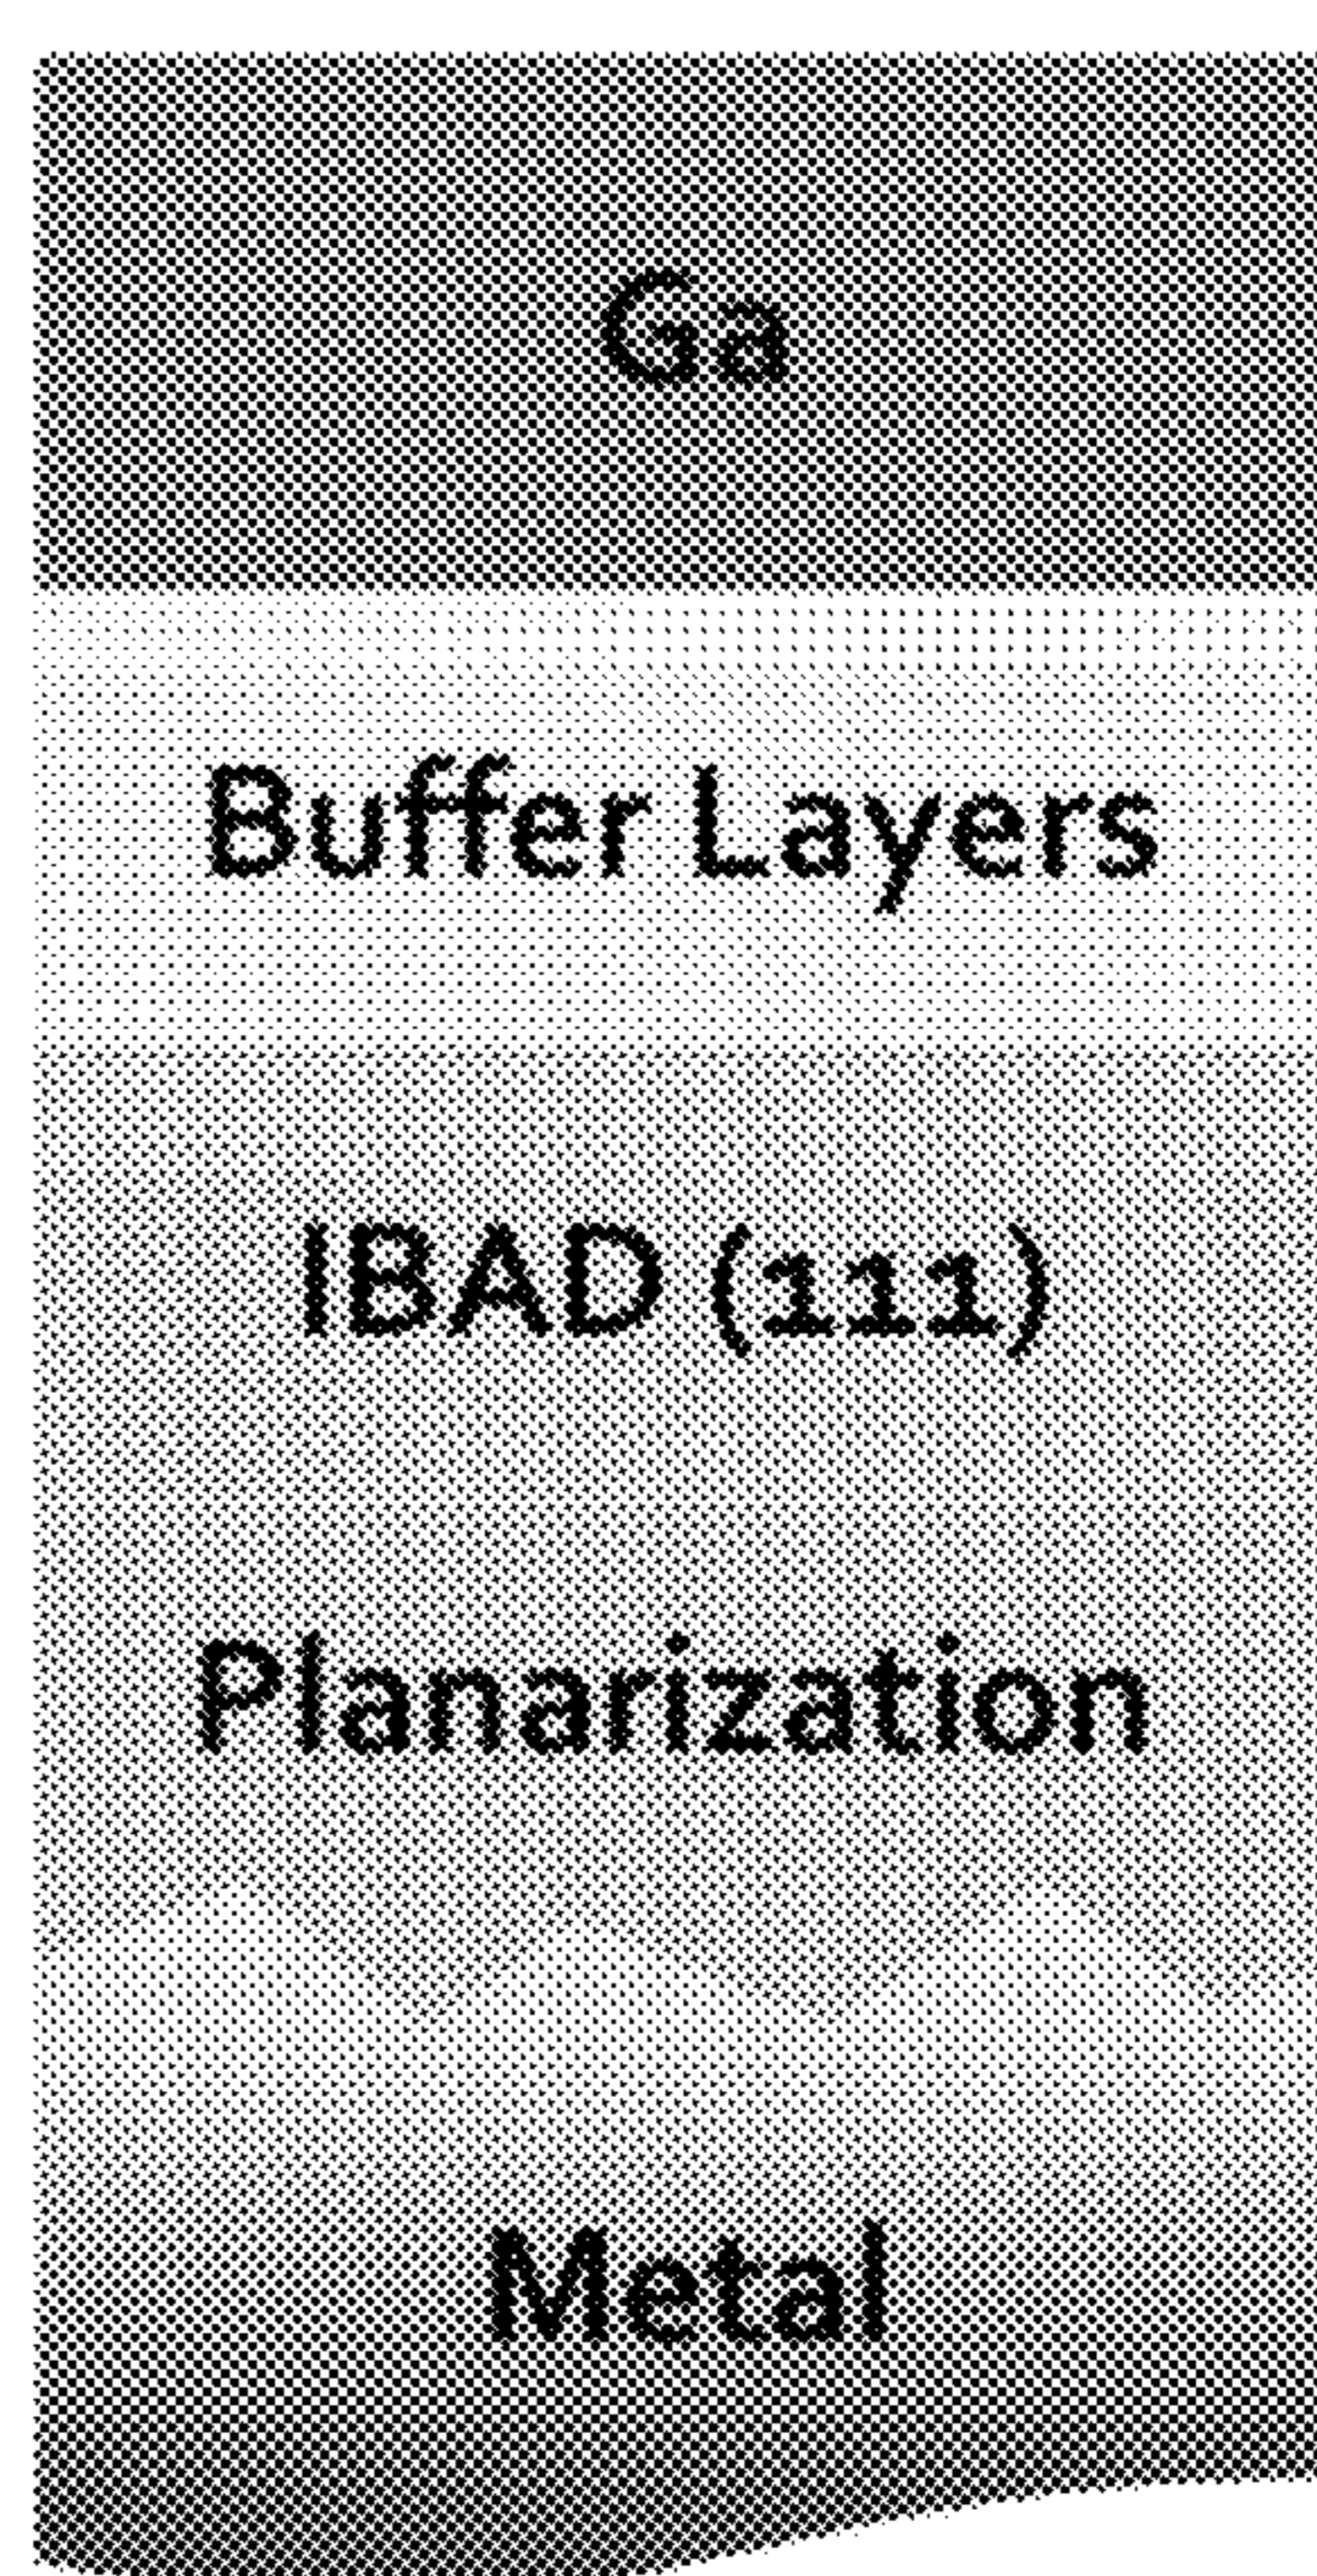 Ga
Buffer Layers
IBAD (111)
Planarization
Metal